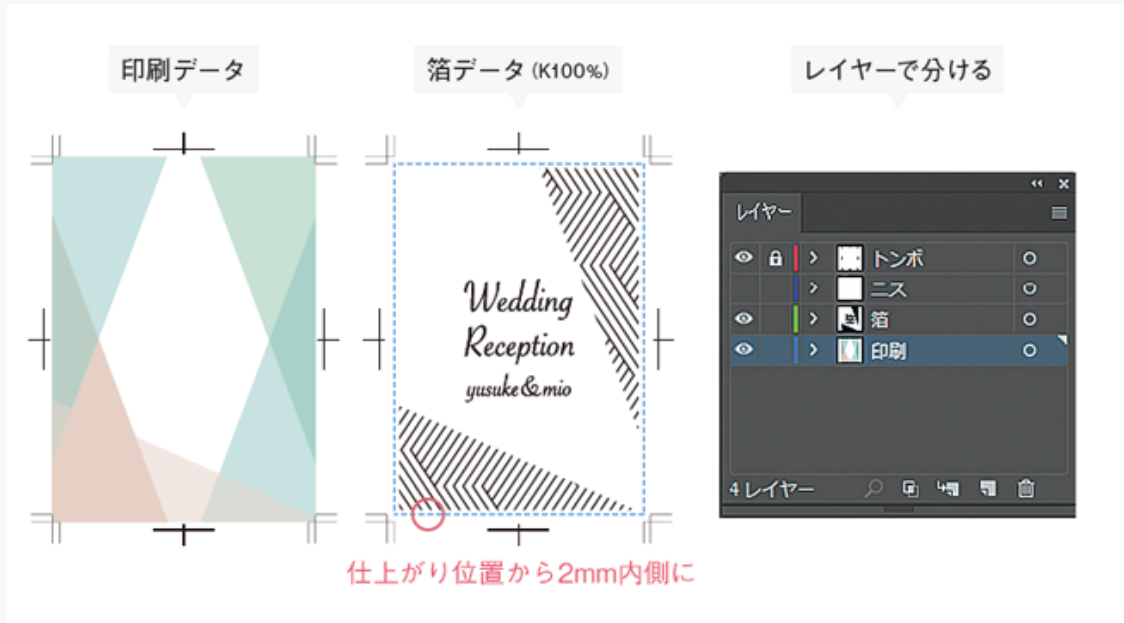 印刷データ
箔データ(K100%)
レイヤーで分ける
Wedding
Reception
yusuke&mio
仕上がり位置から2mm内側に
レイヤー
トンボ
ニス
箔
印刷
4 レイヤー